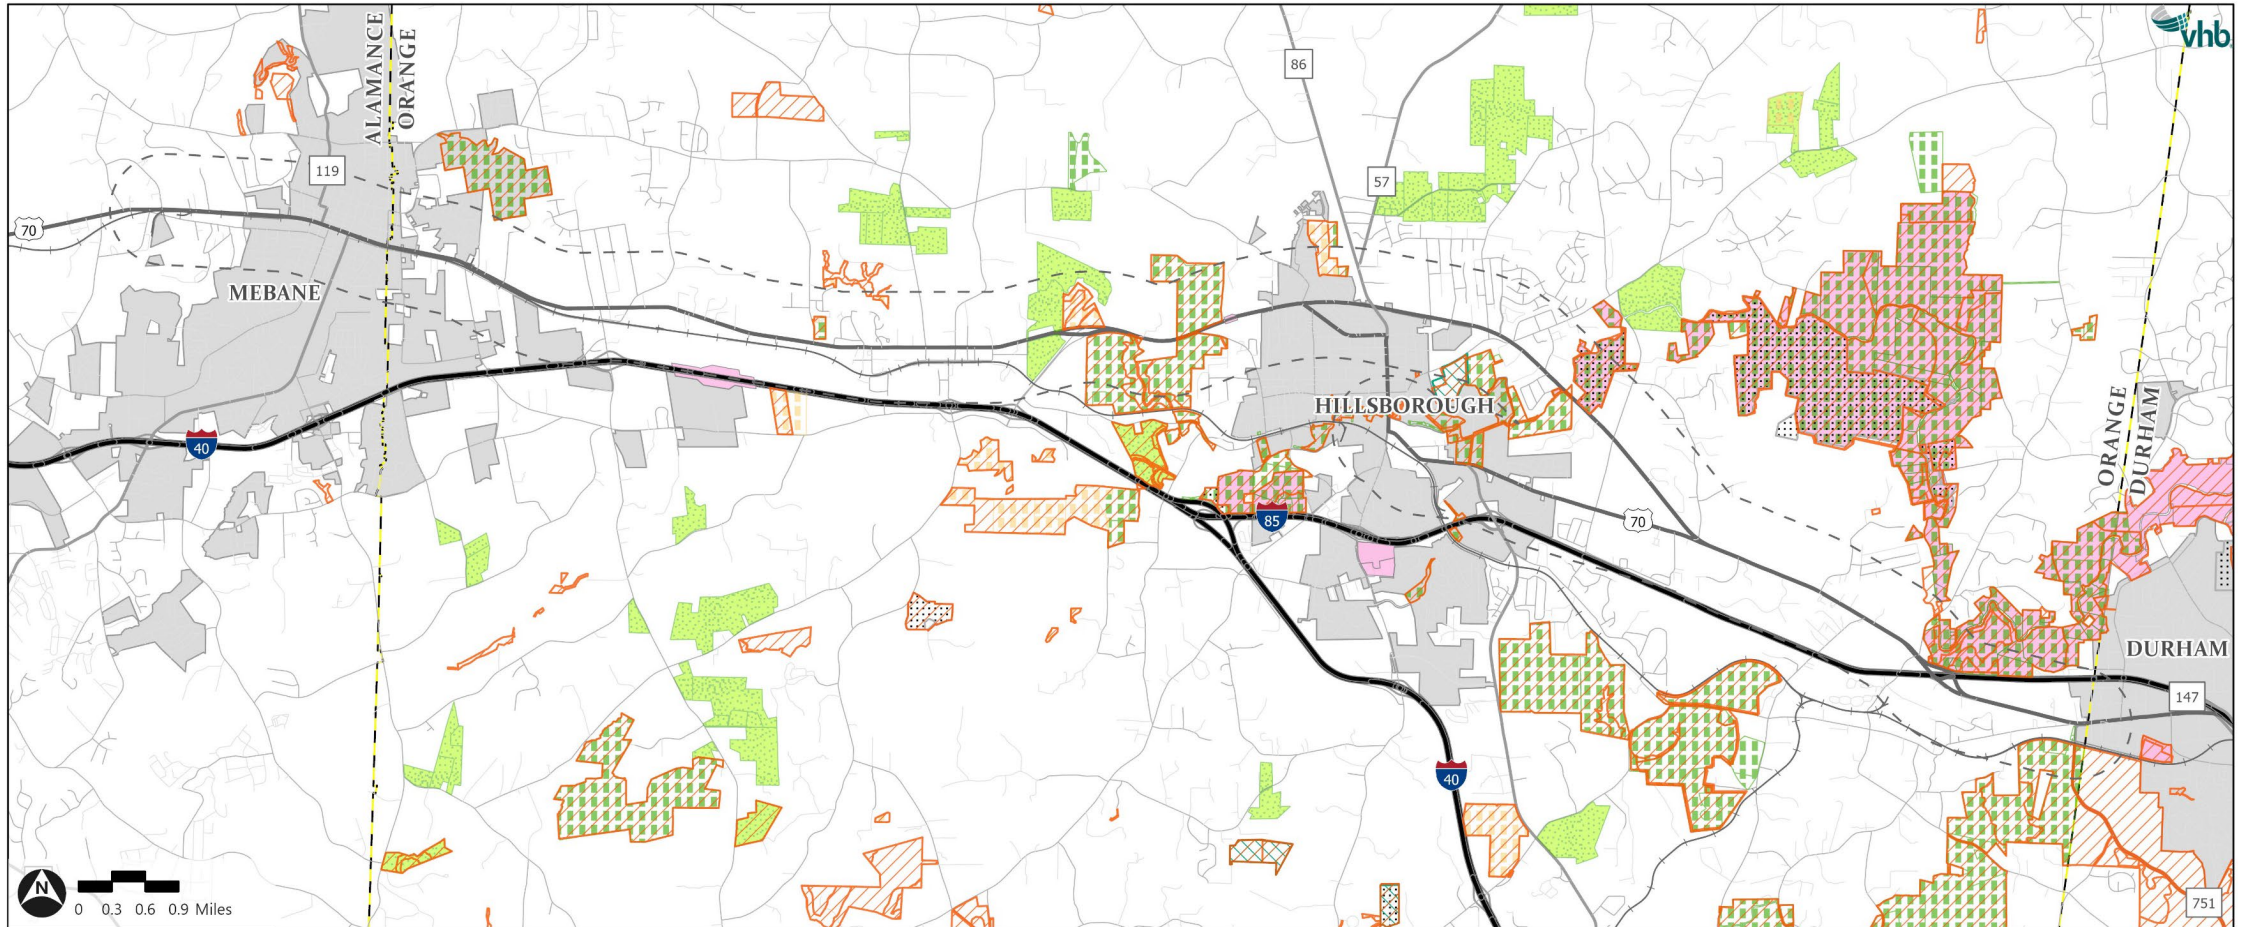 vhb
ALAMANCE
ORANGE
86
119
57
70
MEBANE
40
HILLSBOROUGH
ORANGE
DURHAM
85
70
DURHAM
147
40
N
0 0.3 0.6 0.9 Miles
751